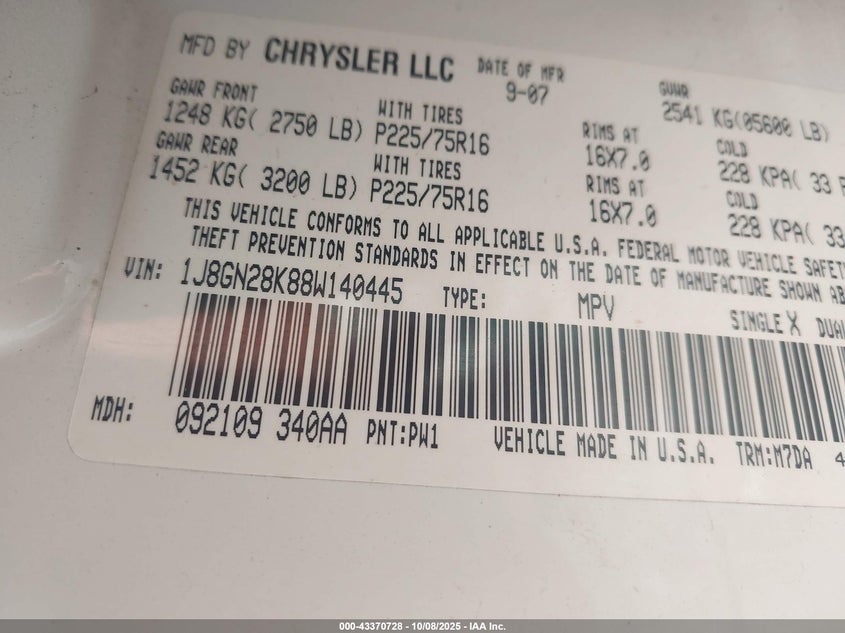 MFD BY CHRYSLER LLC DATE OF MFR GVWR
9-07 2541 KG(05600 LB)
GAWR FRONT WITH TIRES RIMS AT COLD
1248 KG( 2750 LB) P225/75R16 16X7.0 228 KPA( 33
GAWR REAR WITH TIRES RIMS AT COLD
1452 KG( 3200 LB) P225/75R16 16X7.0 228 KPA( 33
THIS VEHICLE CONFORMS TO ALL APPLICABLE U.S.A. FEDERAL MOTOR VEHICLE SAFETY
THEFT PREVENTION STANDARDS IN EFFECT ON THE DATE OF MANUFACTURE SHOWN AB
VIN: 1J8GN28K88W140445 TYPE: MPV SINGLE X DUAL
MDH: 092109 340AA PNT:PW1 VEHICLE MADE IN U.S.A. TRM:M7DA 4
000-43370728 - 10/08/2025 - IAA Inc.